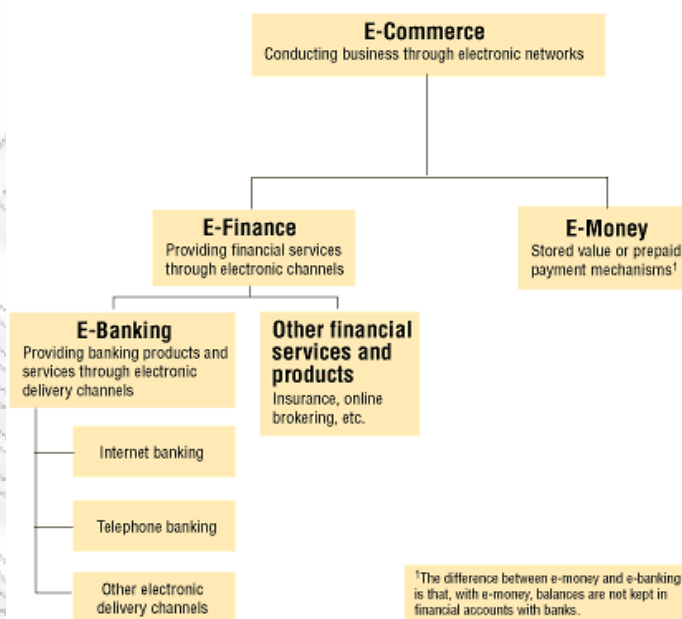 E-Commerce
Conducting business through electronic networks
E-Finance
Providing financial services
through electronic channels
E-Money
Stored value or prepaid
payment mechanisms¹
E-Banking
Providing banking products and
services through electronic
delivery channels
Other financial
services and
products
Insurance, online
brokering, etc.
Internet banking
Telephone banking
Other electronic
delivery channels
¹The difference between e-money and e-banking
is that, with e-money, balances are not kept in
financial accounts with banks.